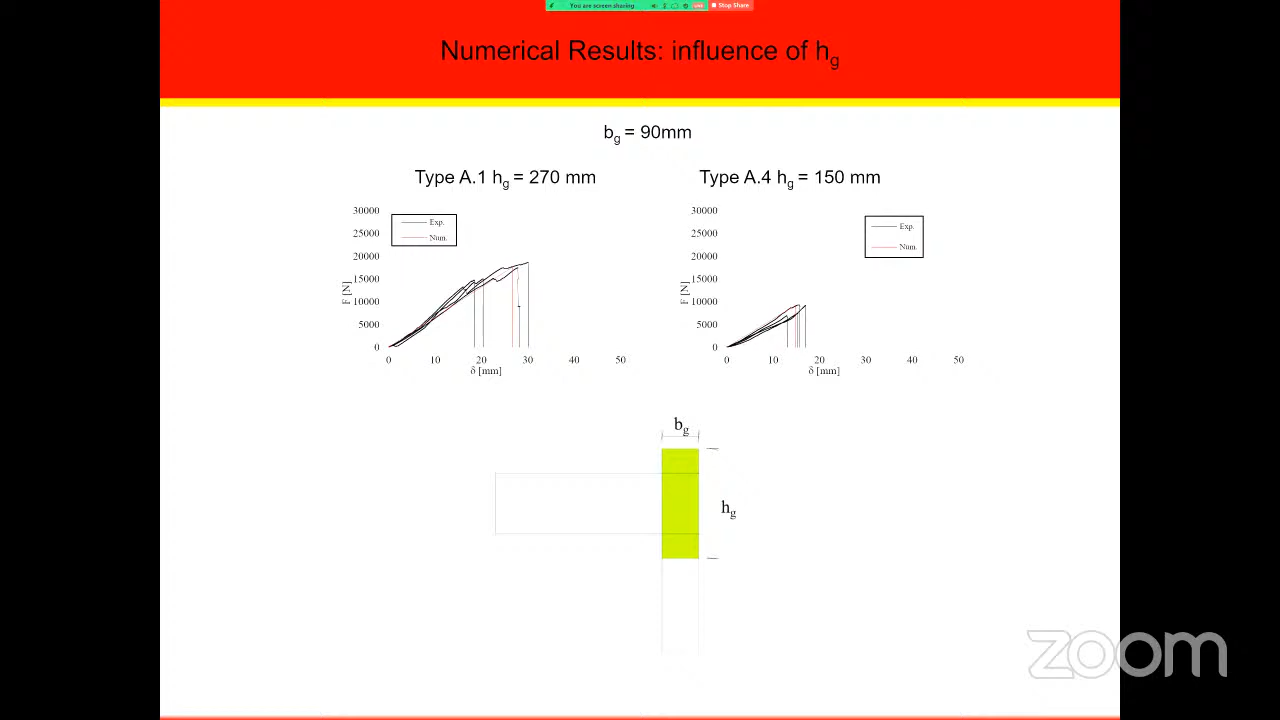 You are screen sharing
LIVE
Stop Share
Numerical Results: influence of hg
bg = 90mm
Type A.1 hg = 270 mm
Type A.4 hg = 150 mm
30000
25000
20000
15000
10000
5000
0
F [N]
Exp.
Num.
0 10 20 30 40 50
δ [mm]
30000
25000
20000
15000
10000
5000
0
F [N]
Exp.
Num.
0 10 20 30 40 50
δ [mm]
bg
hg
zoom